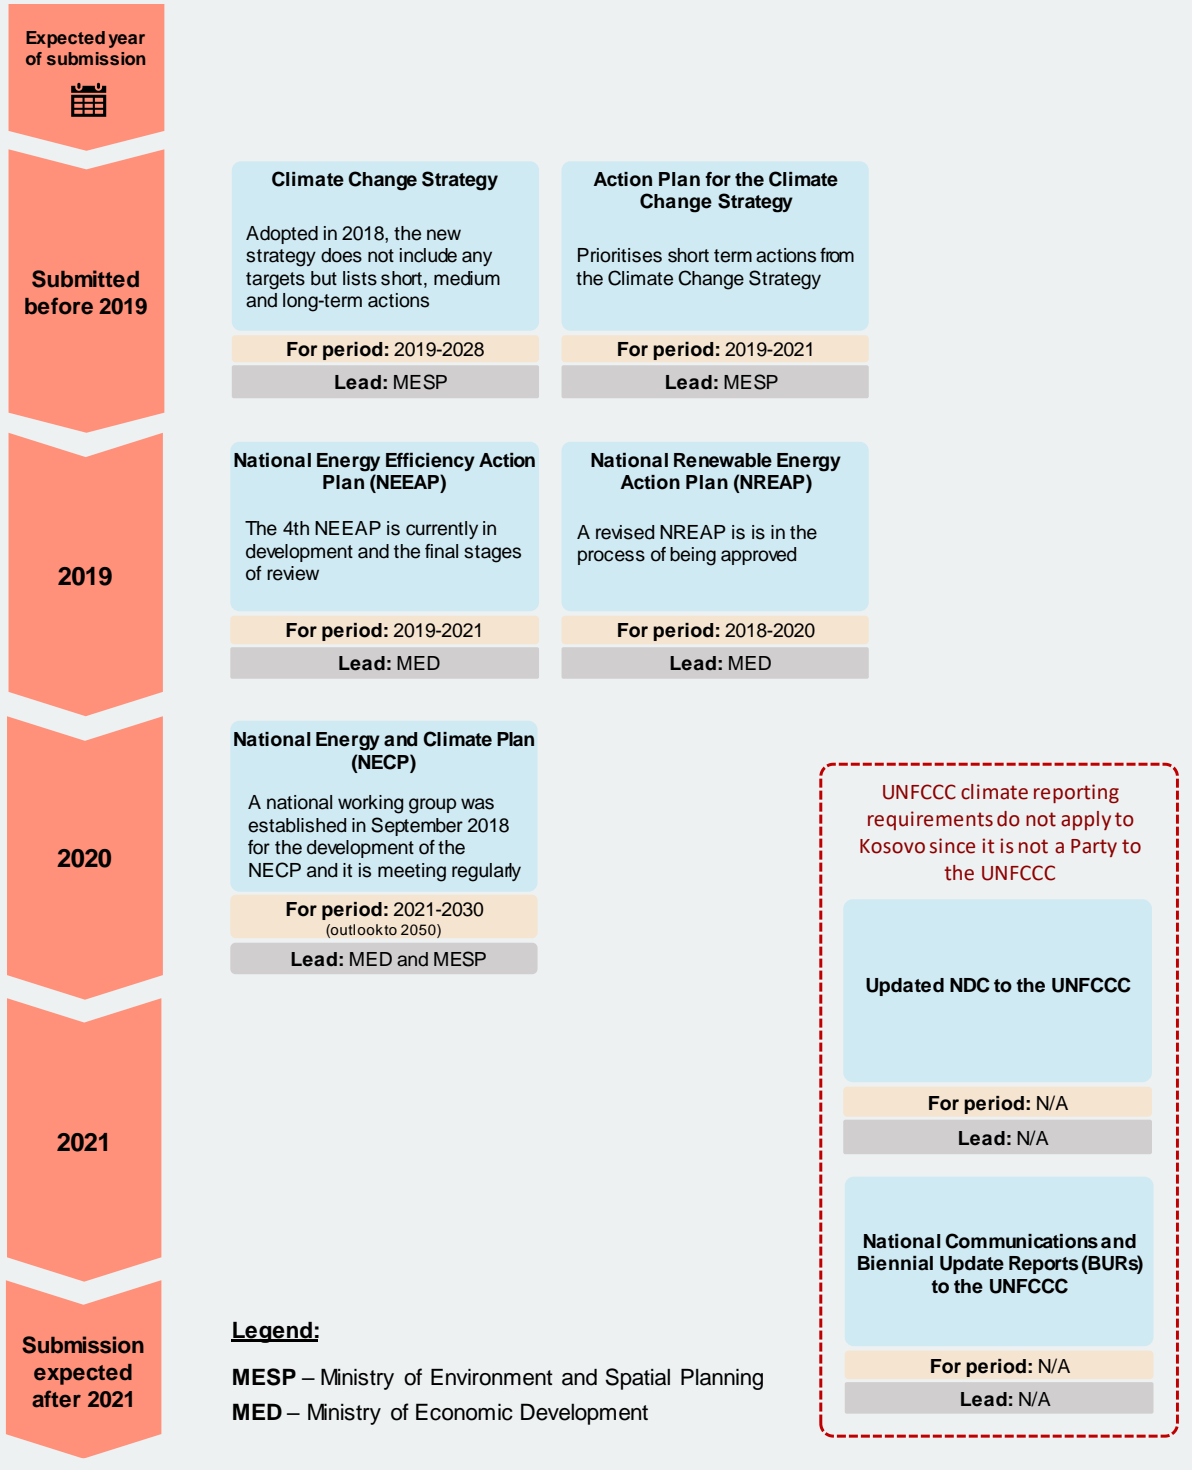 Expected year
of submission
Submitted
before 2019
Climate Change Strategy
Adopted in 2018, the new
strategy does not include any
targets but lists short, medium
and long-term actions
For period: 2019-2028
Lead: MESP
Action Plan for the Climate
Change Strategy
Prioritises short term actions from
the Climate Change Strategy
For period: 2019-2021
Lead: MESP
2019
National Energy Efficiency Action
Plan (NEEAP)
The 4th NEEAP is currently in
development and the final stages
of review
For period: 2019-2021
Lead: MED
National Renewable Energy
Action Plan (NREAP)
A revised NREAP is is in the
process of being approved
For period: 2018-2020
Lead: MED
2020
National Energy and Climate Plan
(NECP)
A national working group was
established in September 2018
for the development of the
NECP and it is meeting regularly
For period: 2021-2030
(outlook to 2050)
Lead: MED and MESP
UNFCCC climate reporting
requirements do not apply to
Kosovo since it is not a Party to
the UNFCCC
Updated NDC to the UNFCCC
For period: N/A
Lead: N/A
2021
National Communications and
Biennial Update Reports (BURs)
to the UNFCCC
For period: N/A
Lead: N/A
Submission
expected
after 2021
Legend:
MESP – Ministry of Environment and Spatial Planning
MED – Ministry of Economic Development